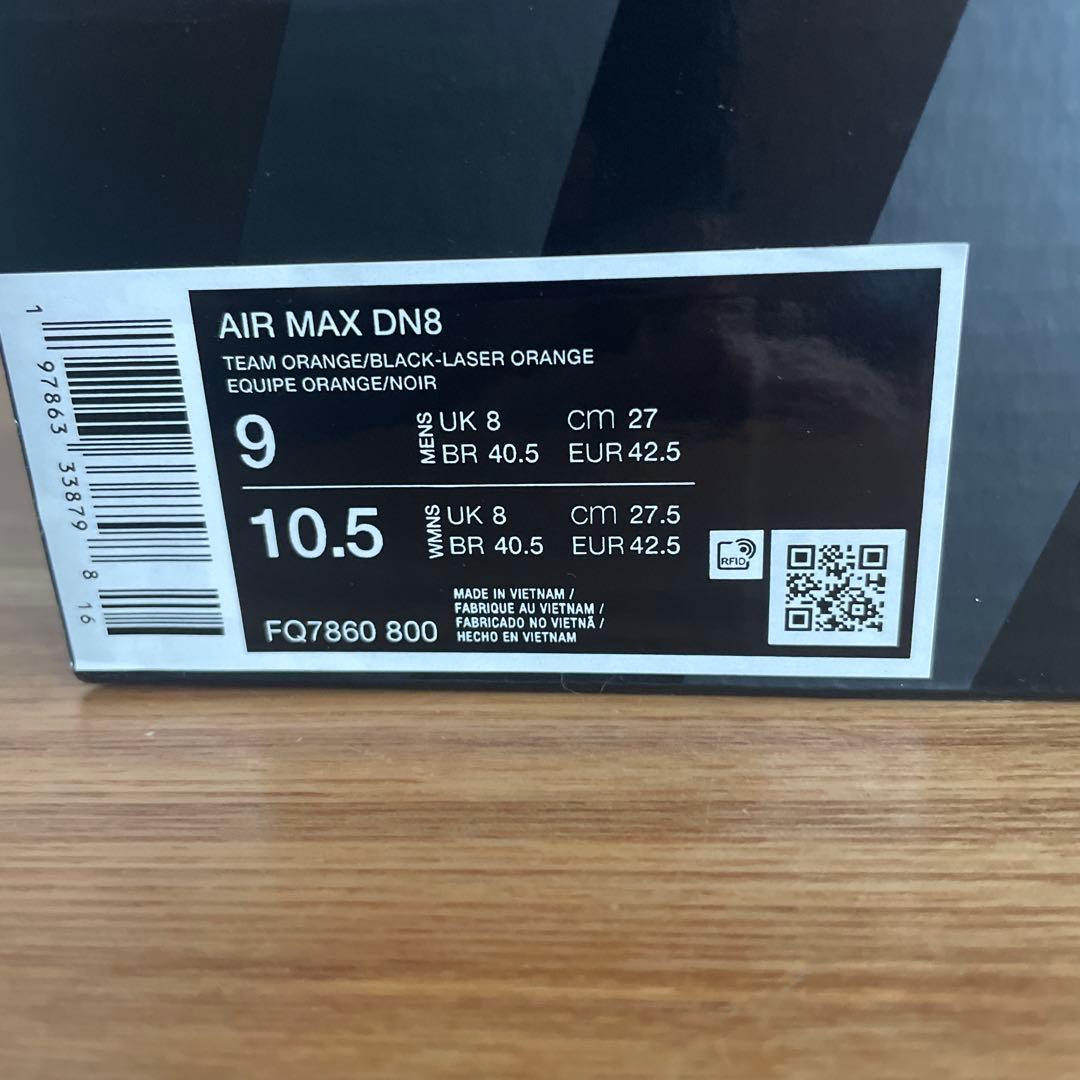 AIR MAX DN8
TEAM ORANGE/BLACK-LASER ORANGE
EQUIPE ORANGE/NOIR
9
MENS
UK 8 cm 27
BR 40.5 EUR 42.5
10.5
WMNS
UK 8 cm 27.5
BR 40.5 EUR 42.5
RFID
FQ7860 800
MADE IN VIETNAM /
FABRIQUE AU VIETNAM /
FABRICADO NO VIETNÃ /
HECHO EN VIETNAM
1 97863 33879 8 16